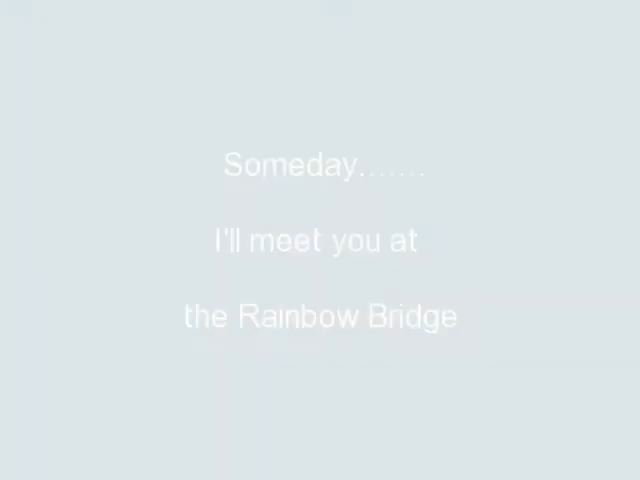 Someday.......
I'll meet you at
the Rainbow Bridge